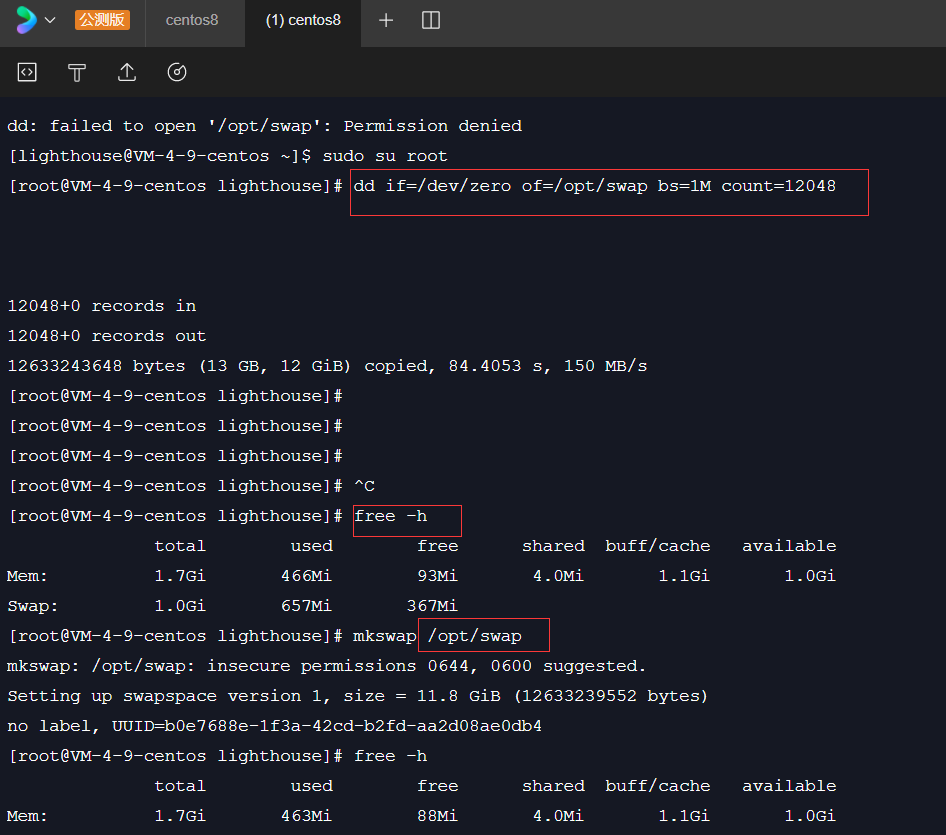 公测版 centos8 (1) centos8
dd: failed to open '/opt/swap': Permission denied
[lighthouse@VM-4-9-centos ~]$ sudo su root
[root@VM-4-9-centos lighthouse]# dd if=/dev/zero of=/opt/swap bs=1M count=12048
12048+0 records in
12048+0 records out
12633243648 bytes (13 GB, 12 GiB) copied, 84.4053 s, 150 MB/s
[root@VM-4-9-centos lighthouse]#
[root@VM-4-9-centos lighthouse]#
[root@VM-4-9-centos lighthouse]#
[root@VM-4-9-centos lighthouse]# ^C
[root@VM-4-9-centos lighthouse]# free -h
total used free shared buff/cache available
Mem: 1.7Gi 466Mi 93Mi 4.0Mi 1.1Gi 1.0Gi
Swap: 1.0Gi 657Mi 367Mi
[root@VM-4-9-centos lighthouse]# mkswap /opt/swap
mkswap: /opt/swap: insecure permissions 0644, 0600 suggested.
Setting up swapspace version 1, size = 11.8 GiB (12633239552 bytes)
no label, UUID=b0e7688e-1f3a-42cd-b2fd-aa2d08ae0db4
[root@VM-4-9-centos lighthouse]# free -h
total used free shared buff/cache available
Mem: 1.7Gi 463Mi 88Mi 4.0Mi 1.1Gi 1.0Gi